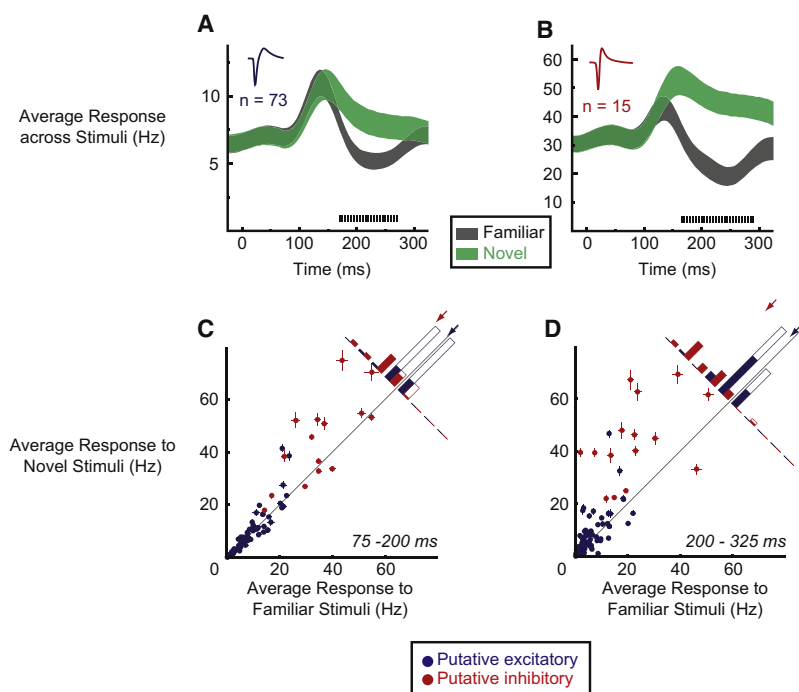 A
B
Average Response
across Stimuli (Hz)
n = 73
10
5
0
100
200
300
Time (ms)
n = 15
60
50
40
30
20
10
0
100
200
300
Time (ms)
Familiar
Novel
C
D
Average Response to
Novel Stimuli (Hz)
60
40
20
0
20
40
60
75 -200 ms
Average Response to
Familiar Stimuli (Hz)
60
40
20
0
20
40
60
200 - 325 ms
Average Response to
Familiar Stimuli (Hz)
Putative excitatory
Putative inhibitory